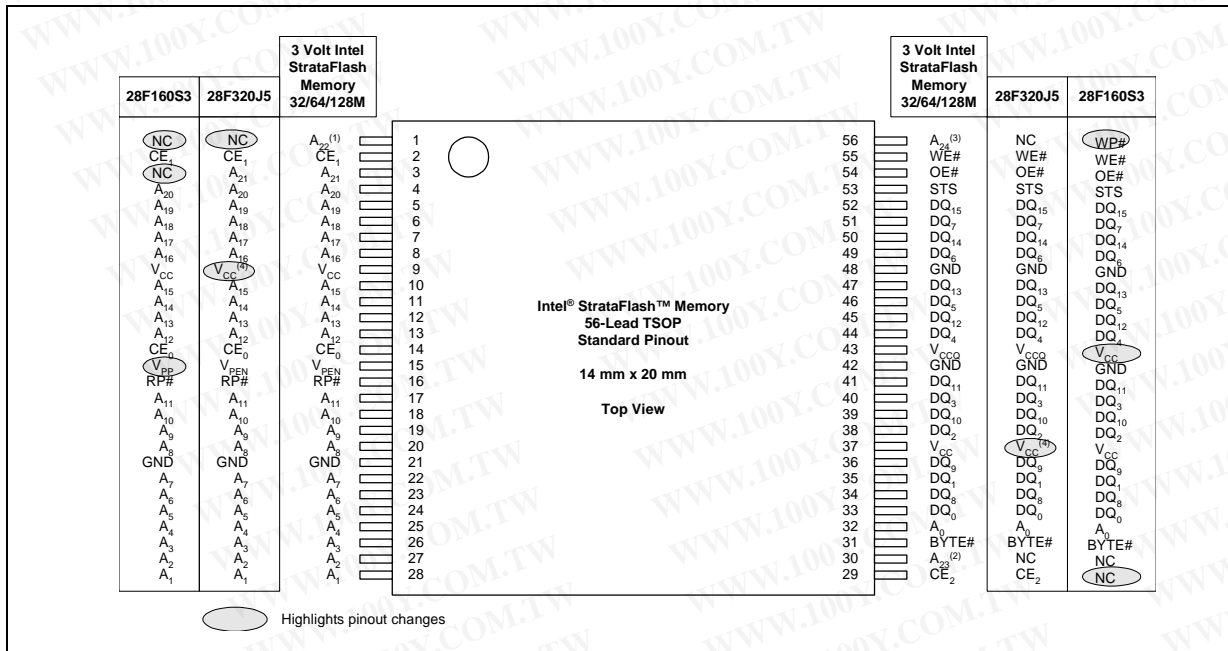 3 Volt Intel
StrataFlash
Memory
32/64/128M
28F160S3 28F320J5
3 Volt Intel
StrataFlash
Memory
32/64/128M
28F320J5 28F160S3
NC NC A22(1) 1 56 A24(3) NC WP#
CE1 CE1 CE1 2 55 WE# WE# WE#
NC A21 A21 3 54 OE# OE# OE#
A20 A20 A20 4 53 STS STS STS
A19 A19 A19 5 52 DQ15 DQ15 DQ15
A18 A18 A18 6 51 DQ7 DQ7 DQ7
A17 A17 A17 7 50 DQ14 DQ14 DQ14
A16 A16 A16 8 49 DQ6 DQ6 DQ6
VCC VCC(4) VCC 9 48 GND GND GND
A15 A15 A15 10 47 DQ13 DQ13 DQ13
A14 A14 A14 11 46 DQ5 DQ5 DQ5
A13 A13 A13 12 45 DQ12 DQ12 DQ12
A12 A12 A12 13 44 DQ4 DQ4 DQ4
CE0 CE0 CE0 14 43 VCCQ VCCQ VCC
VPP VPEN VPEN 15 42 GND GND GND
RP# RP# RP# 16 41 DQ11 DQ11 DQ11
A11 A11 A11 17 40 DQ3 DQ3 DQ3
A10 A10 A10 18 39 DQ10 DQ10 DQ10
A9 A9 A9 19 38 DQ2 DQ2 DQ2
A8 A8 A8 20 37 VCC VCC(4) VCC
GND GND GND 21 36 DQ9 DQ9 DQ9
A7 A7 A7 22 35 DQ1 DQ1 DQ1
A6 A6 A6 23 34 DQ8 DQ8 DQ8
A5 A5 A5 24 33 DQ0 DQ0 DQ0
A4 A4 A4 25 32 A0 A0 A0
A3 A3 A3 26 31 BYTE# BYTE# BYTE#
A2 A2 A2 27 30 A23(2) NC NC
A1 A1 A1 28 29 CE2 CE2 NC
Intel® StrataFlash™ Memory
56-Lead TSOP
Standard Pinout
14 mm x 20 mm
Top View
Highlights pinout changes
WWW.100Y.COM.TW